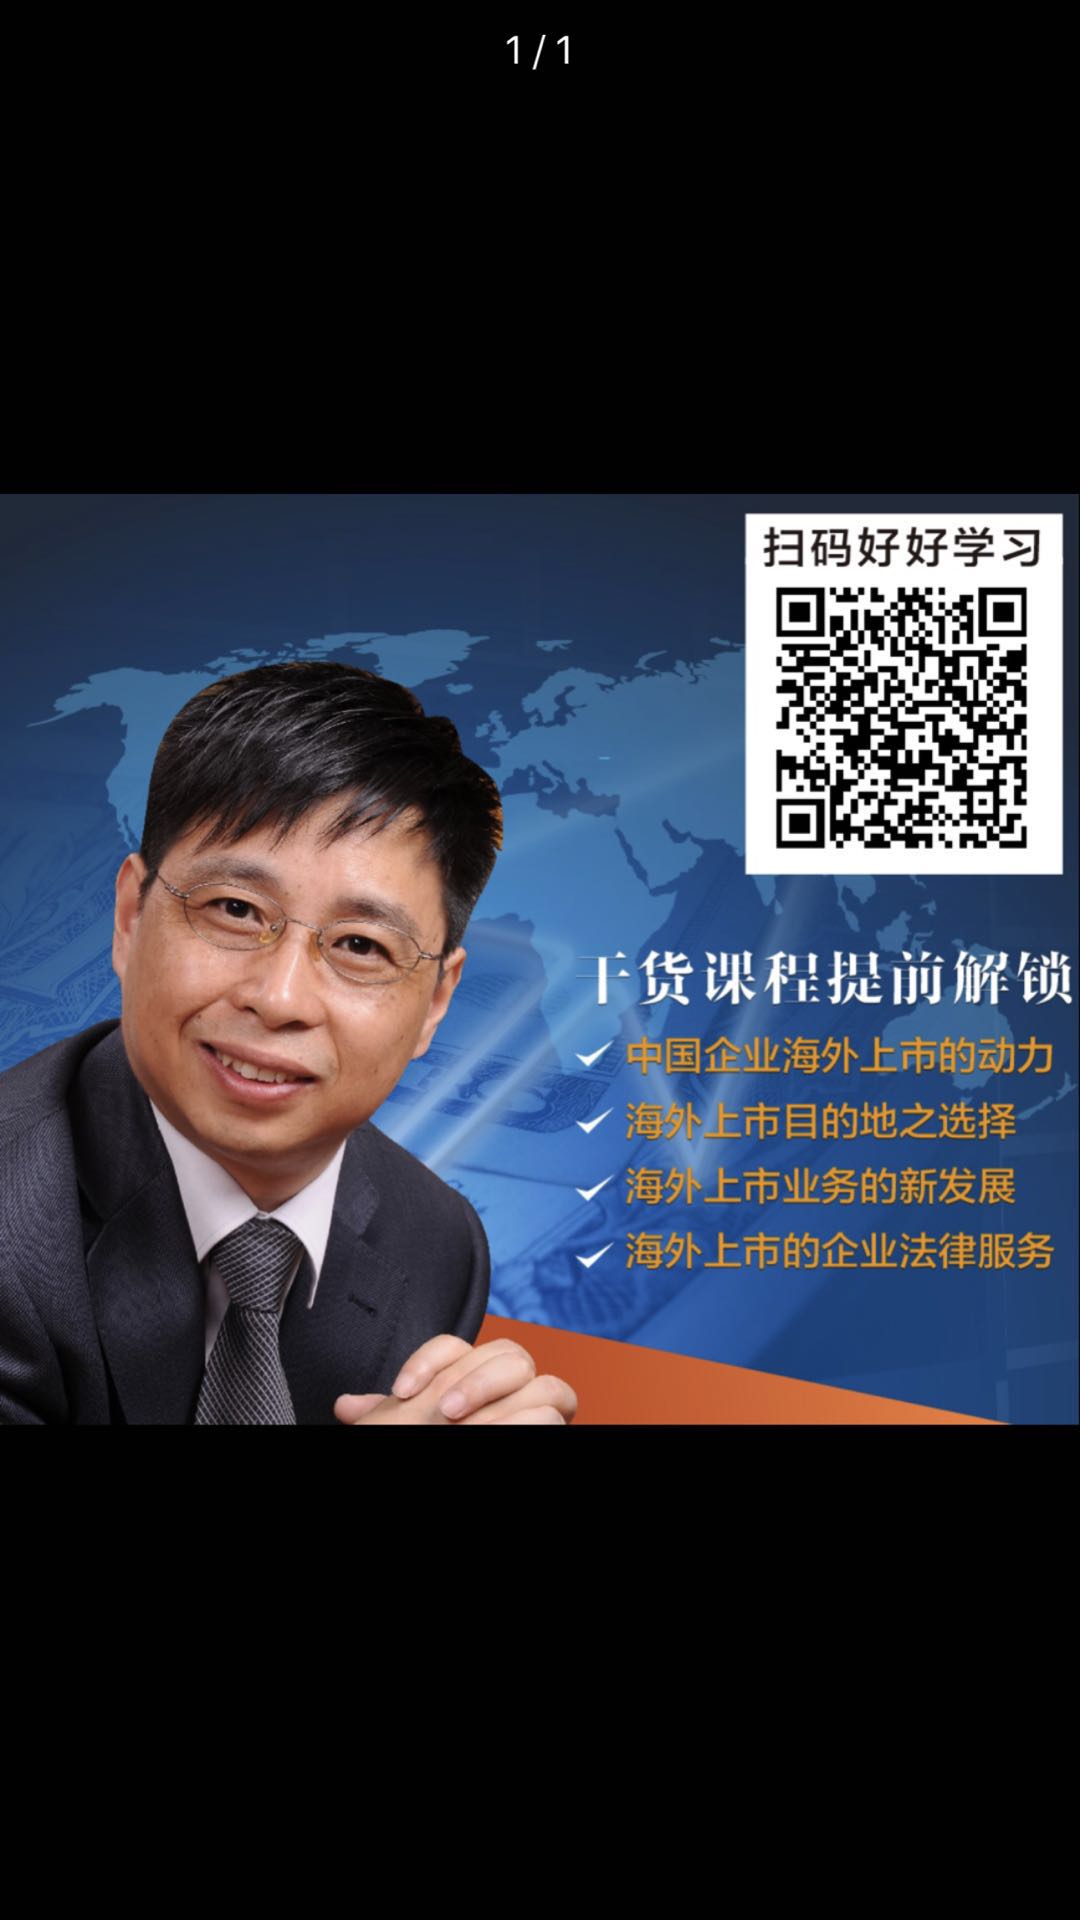 1/1
扫码好好学习
干货课程提前解锁
中国企业海外上市的动力
海外上市目的地之选择
海外上市业务的新发展
海外上市的企业法律服务